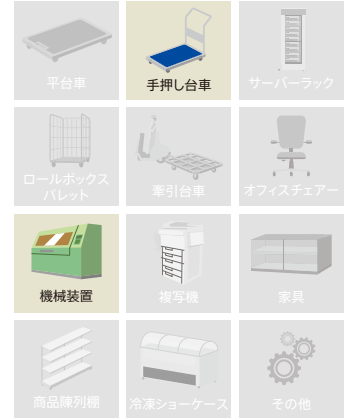 平台車
手押し台車
サーバーラック
ロールボックス
パレット
牽引台車
オフィスチェアー
機械装置
複写機
家具
商品陳列棚
冷凍ショーケース
その他